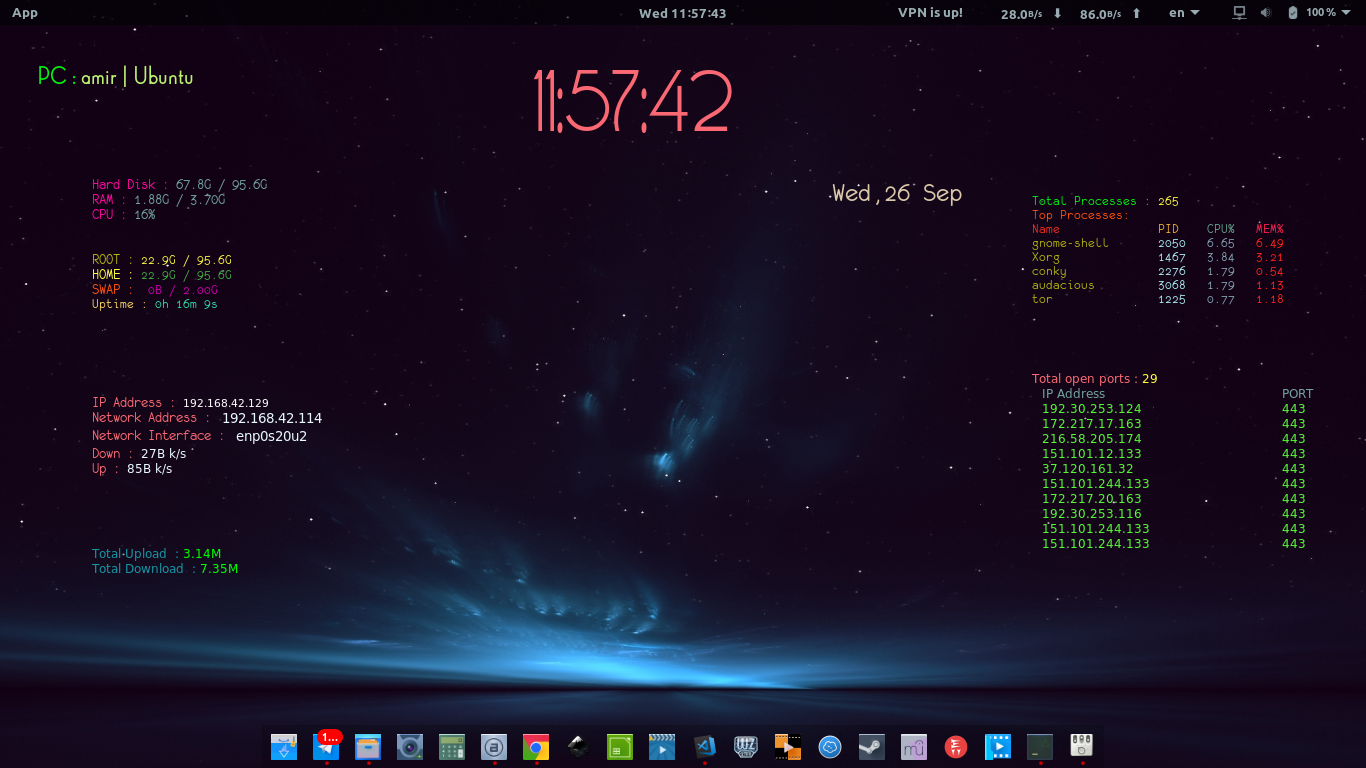 App Wed 11:57:43 VPN is up! 28.0B/s 86.0B/s en 100 %
PC : amir | Ubuntu
11:57:42
Hard Disk : 67.8G / 95.6G
RAM : 1.88G / 3.70G
CPU : 16%
Wed , 26 Sep
ROOT : 22.9G / 95.6G
HOME : 22.9G / 95.6G
SWAP : 0B / 2.00G
Uptime : 0h 16m 9s
Total Processes : 265
Top Processes:
Name PID CPU% MEM%
gnome-shell 2050 6.65 6.49
Xorg 1467 3.84 3.21
conky 2276 1.79 0.54
audacious 3068 1.79 1.13
tor 1225 0.77 1.18
IP Address : 192.168.42.129
Network Address : 192.168.42.114
Network Interface : enp0s20u2
Down : 27B k/s
Up : 85B k/s
Total Upload : 3.14M
Total Download : 7.35M
Total open ports : 29
IP Address PORT
192.30.253.124 443
172.217.17.163 443
216.58.205.174 443
151.101.12.133 443
37.120.161.32 443
151.101.244.133 443
172.217.20.163 443
192.30.253.116 443
151.101.244.133 443
151.101.244.133 443
1...